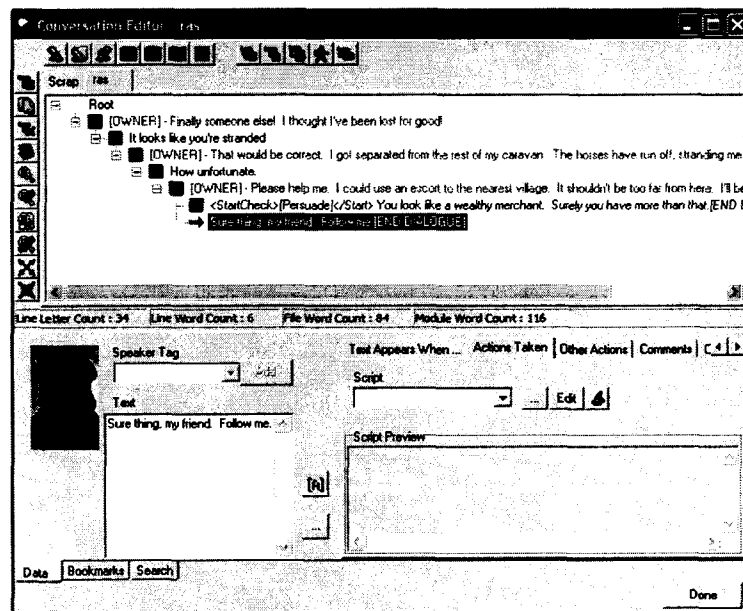 Conversation Editor ras
Scrap ras
Root
[OWNER] - Finally someone else! I thought I've been lost for good!
It looks like you're stranded
[OWNER] - That would be correct. I got separated from the rest of my caravan. The horses have run off, stranding me
How unfortunate.
[OWNER] - Please help me. I could use an escort to the nearest village. It shouldn't be too far from here. I'll be
<StartCheck>[Persuade]</Start> You look like a wealthy merchant. Surely you have more than that.[END
Sure thing, my friend. Follow me.[END DIALOGUE]
Line Letter Count : 34 Line Word Count : 6 File Word Count : 84 Module Word Count : 116
Speaker Tag
Add
Text
Sure thing, my friend. Follow me.
[A]
...
Text Appears When ... Actions Taken Other Actions Comments
Script
... Edit
Script Preview
Data Bookmarks Search
Done